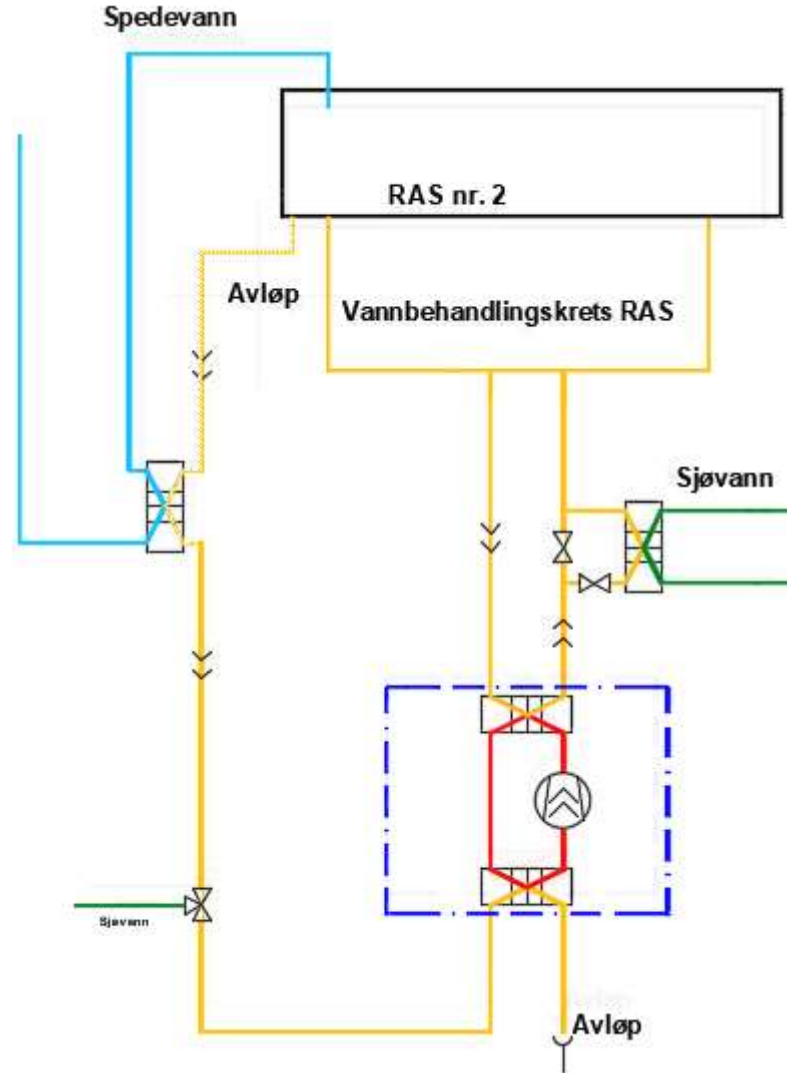 Spedevann
RAS nr. 2
Avløp
Vannbehandlingskrets RAS
Sjøvann
Sjøvann
Avløp